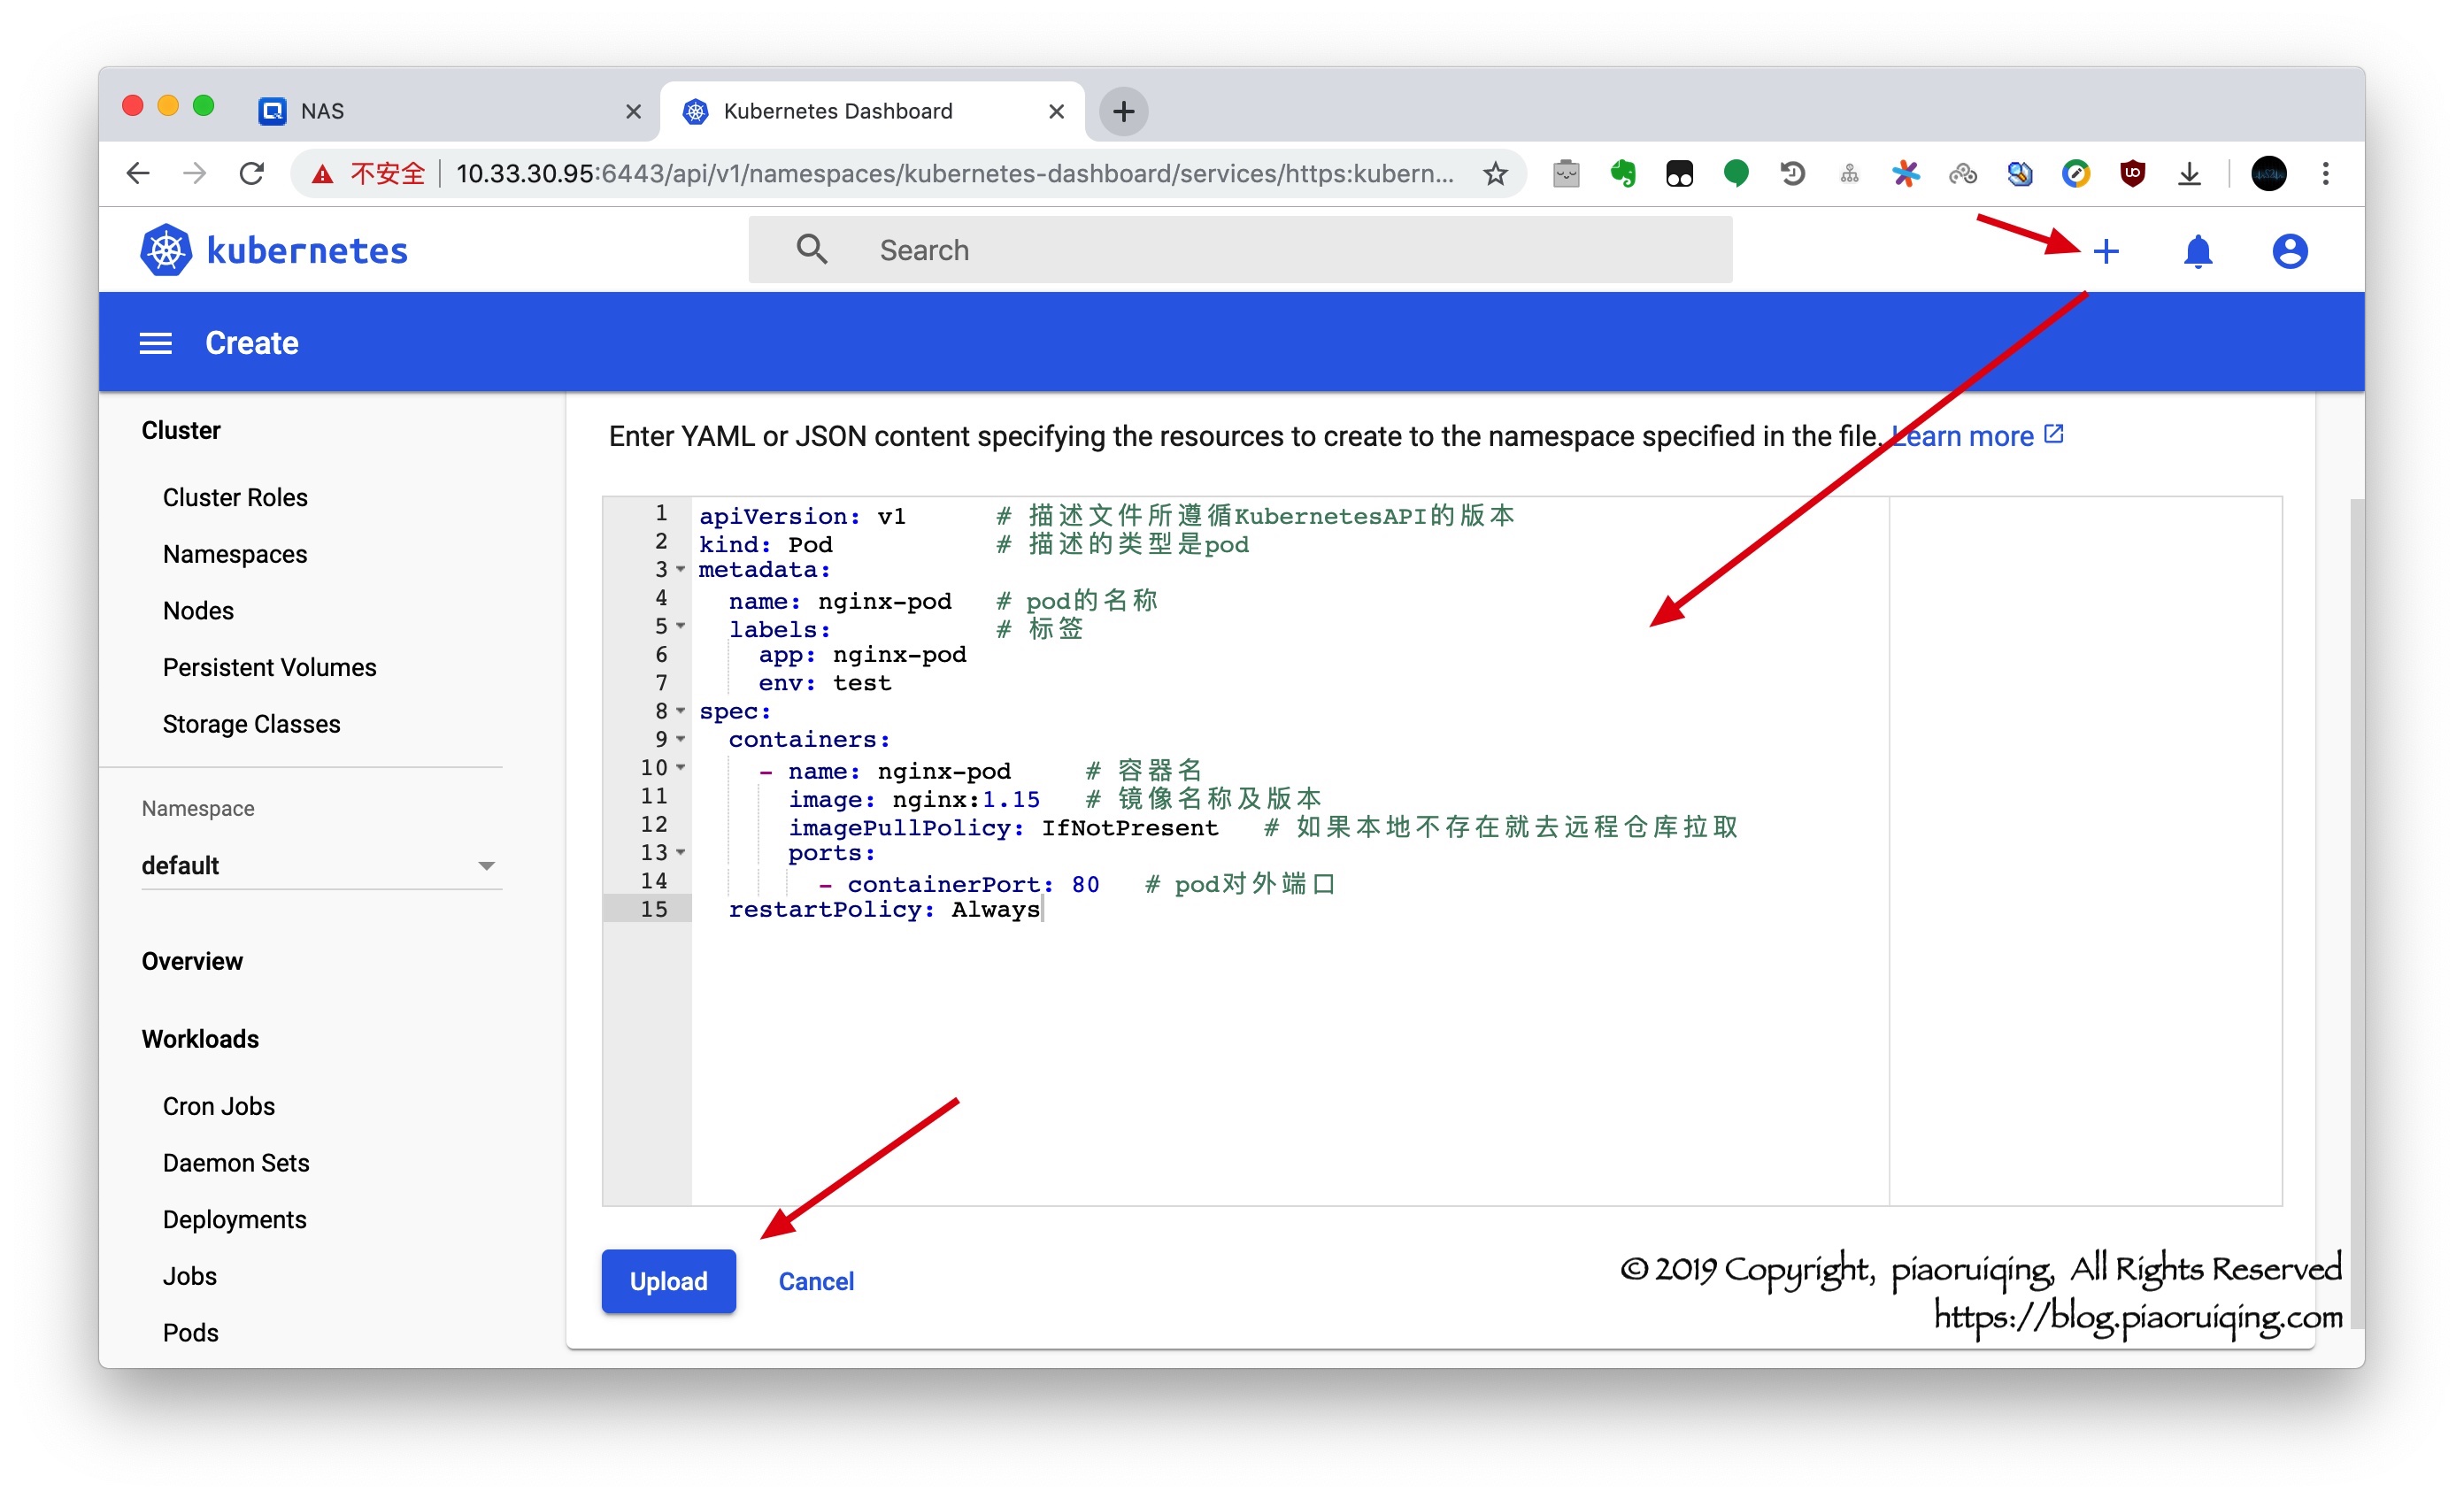 NAS
Kubernetes Dashboard
不安全 | 10.33.30.95:6443/api/v1/namespaces/kubernetes-dashboard/services/https:kubern...
kubernetes
Search
Create
Cluster
Cluster Roles
Namespaces
Nodes
Persistent Volumes
Storage Classes
Namespace
default
Overview
Workloads
Cron Jobs
Daemon Sets
Deployments
Jobs
Pods
Enter YAML or JSON content specifying the resources to create to the namespace specified in the file. Learn more
1 apiVersion: v1      # 描述文件所遵循KubernetesAPI的版本
2 kind: Pod           # 描述的类型是pod
3 metadata:
4   name: nginx-pod   # pod的名称
5   labels:           # 标签
6     app: nginx-pod
7     env: test
8 spec:
9   containers:
10     - name: nginx-pod     # 容器名
11       image: nginx:1.15   # 镜像名称及版本
12       imagePullPolicy: IfNotPresent   # 如果本地不存在就去远程仓库拉取
13       ports:
14         - containerPort: 80   # pod对外端口
15   restartPolicy: Always
Upload
Cancel
© 2019 Copyright, piaoruiqing, All Rights Reserved
https://blog.piaoruiqing.com